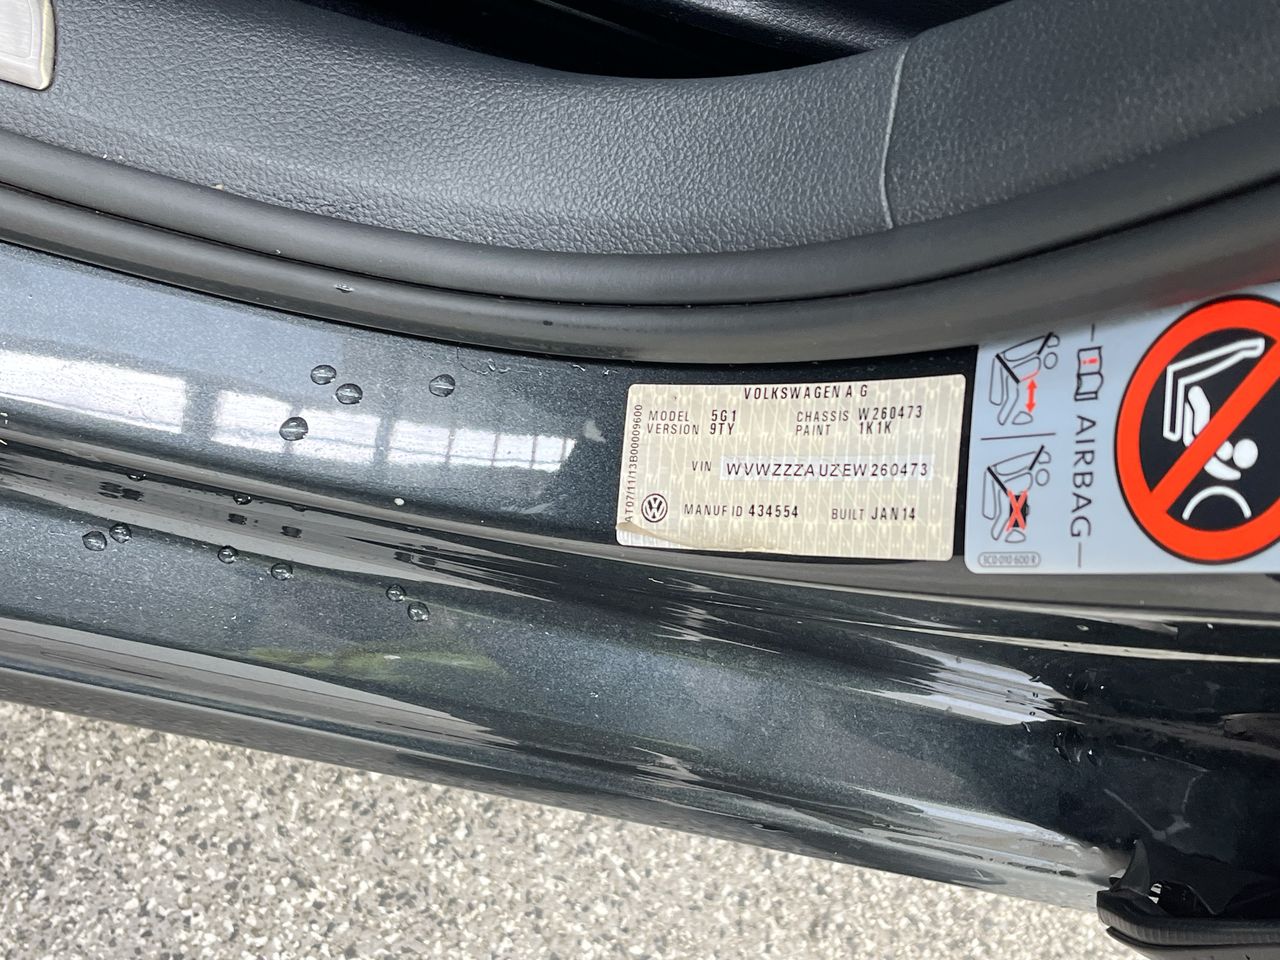 VOLKSWAGEN A G
MODEL 5G1 CHASSIS W260473
VERSION 9TY PAINT 1K1K
VIN WVWZZZAUZEW260473
MANUF ID 434554 BUILT JAN14
AT07/11/13B00009600
AIRBAG